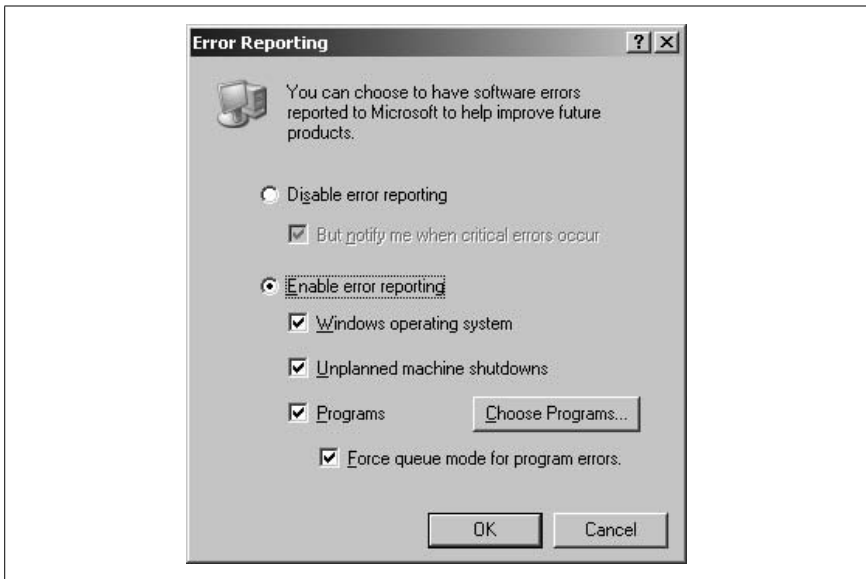 Error Reporting
You can choose to have software errors
reported to Microsoft to help improve future
products.
Disable error reporting
But notify me when critical errors occur
Enable error reporting
Windows operating system
Unplanned machine shutdowns
Programs
Choose Programs...
Force queue mode for program errors.
OK
Cancel